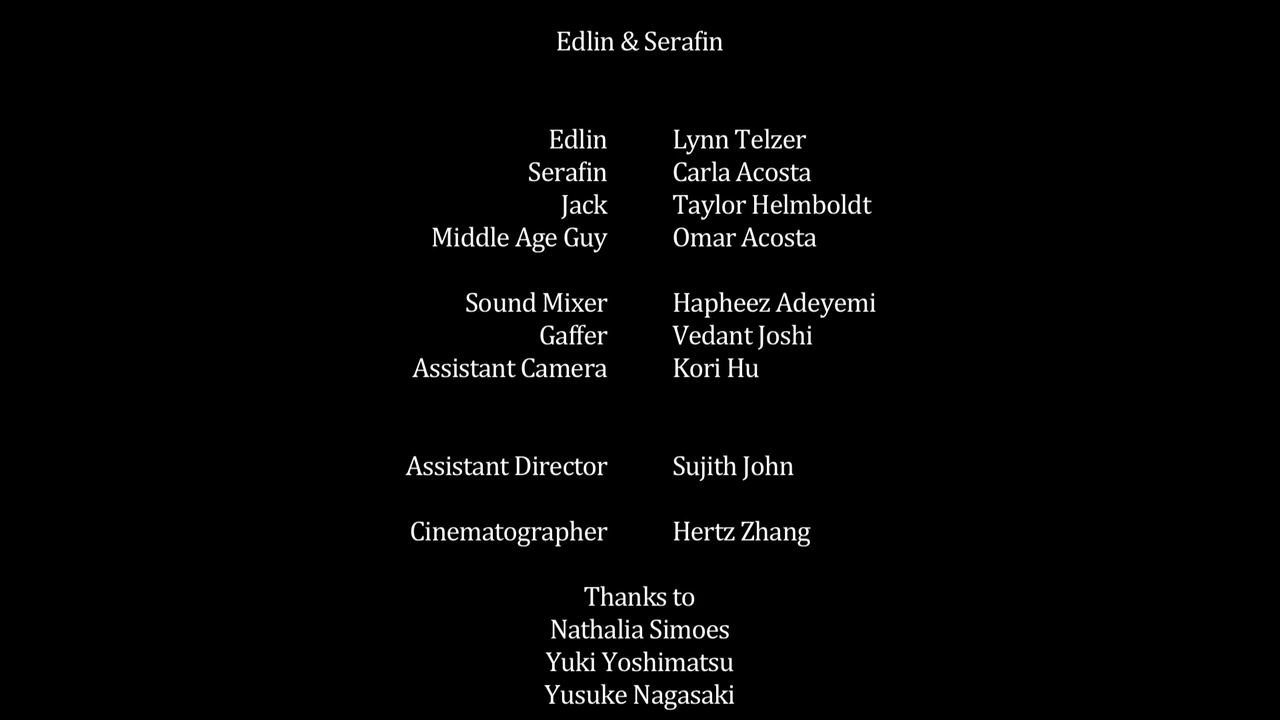 Edlin & Serafin
Edlin Lynn Telzer
Serafin Carla Acosta
Jack Taylor Helmboldt
Middle Age Guy Omar Acosta
Sound Mixer Hapheez Adeyemi
Gaffer Vedant Joshi
Assistant Camera Kori Hu
Assistant Director Sujith John
Cinematographer Hertz Zhang
Thanks to
Nathalia Simoes
Yuki Yoshimatsu
Yusuke Nagasaki